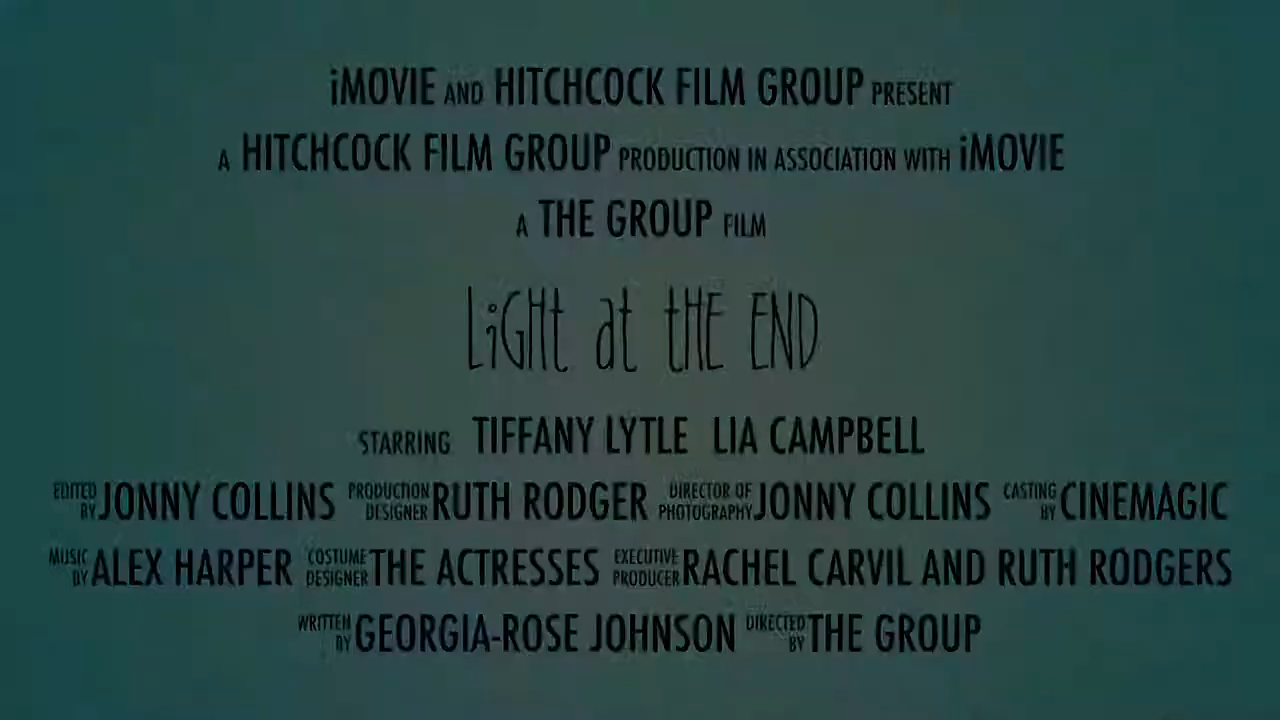 iMOVIE AND HITCHCOCK FILM GROUP PRESENT
A HITCHCOCK FILM GROUP PRODUCTION IN ASSOCIATION WITH iMOVIE
A THE GROUP FILM
LiGHt at tHE END
STARRING TIFFANY LYTLE LIA CAMPBELL
EDITED BY JONNY COLLINS PRODUCTION DESIGNER RUTH RODGER DIRECTOR OF PHOTOGRAPHY JONNY COLLINS CASTING BY CINEMAGIC
MUSIC BY ALEX HARPER COSTUME DESIGNER THE ACTRESSES EXECUTIVE PRODUCER RACHEL CARVIL AND RUTH RODGERS
WRITTEN BY GEORGIA-ROSE JOHNSON DIRECTED BY THE GROUP